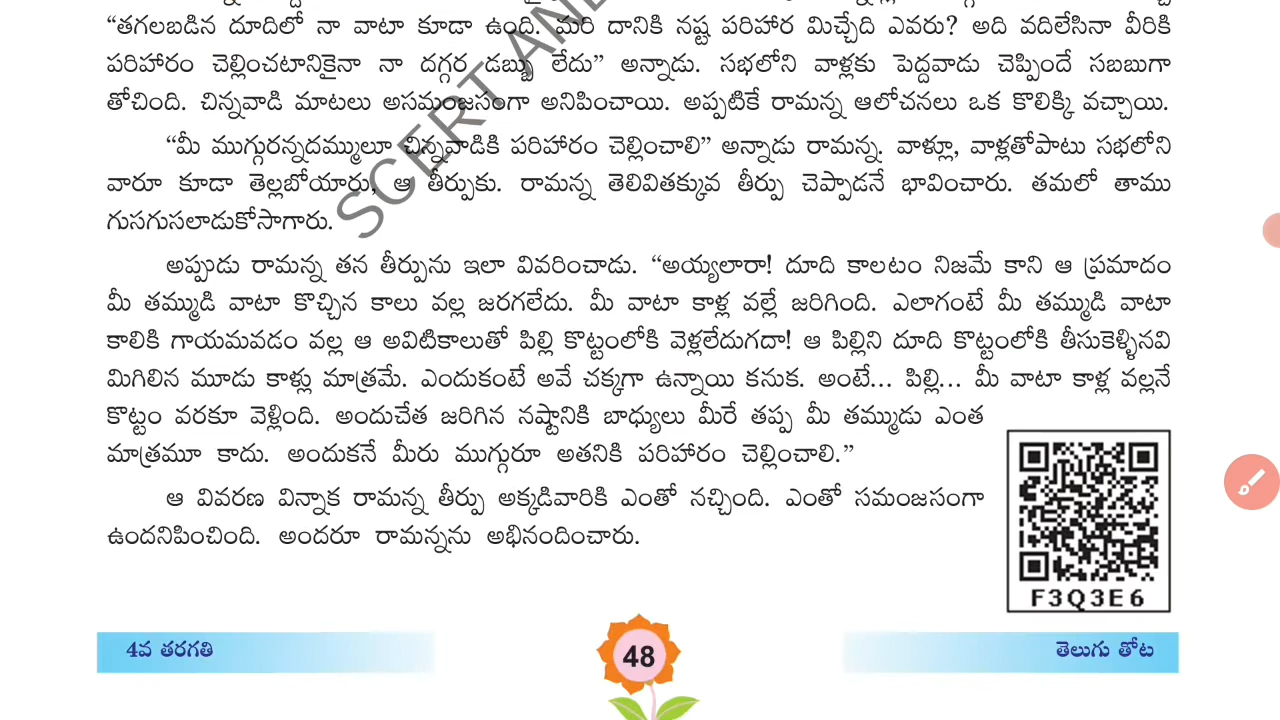 “తగలబడిన దూదిలో నా వాటా కూడా ఉంది. మరి దానికి నష్ట పరిహార మిచ్చేది ఎవరు? అది వదిలేసినా వీరికి
పరిహారం చెల్లించటానికైనా నా దగ్గర డబ్బు లేదు” అన్నాడు. సభలోని వాళ్లకు పెద్దవాడు చెప్పిందే సబబుగా
తోచింది. చిన్నవాడి మాటలు అసమంజసంగా అనిపించాయి. అప్పటికే రామన్న ఆలోచనలు ఒక కొలిక్కి వచ్చాయి.
“మీ ముగ్గురన్నదమ్ములూ చిన్నవాడికి పరిహారం చెల్లించాలి” అన్నాడు రామన్న. వాళ్లూ, వాళ్లతోపాటు సభలోని
వారూ కూడా తెల్లబోయారు, ఆ తీర్పుకు. రామన్న తెలివితక్కువ తీర్పు చెప్పాడనే భావించారు. తమలో తాము
గుసగుసలాడుకోసాగారు.
SCERT AND
అప్పుడు రామన్న తన తీర్పును ఇలా వివరించాడు. “అయ్యలారా! దూది కాలటం నిజమే కాని ఆ ప్రమాదం
మీ తమ్ముడి వాటా కొచ్చిన కాలు వల్ల జరగలేదు. మీ వాటా కాళ్ల వల్లే జరిగింది. ఎలాగంటే మీ తమ్ముడి వాటా
కాలికి గాయమవడం వల్ల ఆ అవిటికాలుతో పిల్లి కొట్టంలోకి వెళ్లలేదుగదా! ఆ పిల్లిని దూది కొట్టంలోకి తీసుకెళ్ళినవి
మిగిలిన మూడు కాళ్లు మాత్రమే. ఎందుకంటే అవే చక్కగా ఉన్నాయి కనుక. అంటే... పిల్లి... మీ వాటా కాళ్ల వల్లనే
కొట్టం వరకూ వెళ్లింది. అందుచేత జరిగిన నష్టానికి బాధ్యులు మీరే తప్ప మీ తమ్ముడు ఎంత
మాత్రమూ కాదు. అందుకనే మీరు ముగ్గురూ అతనికి పరిహారం చెల్లించాలి.”
ఆ వివరణ విన్నాక రామన్న తీర్పు అక్కడివారికి ఎంతో నచ్చింది. ఎంతో సమంజసంగా
ఉందనిపించింది. అందరూ రామన్నను అభినందించారు.
F3Q3E6
4వ తరగతి
48
తెలుగు తోట